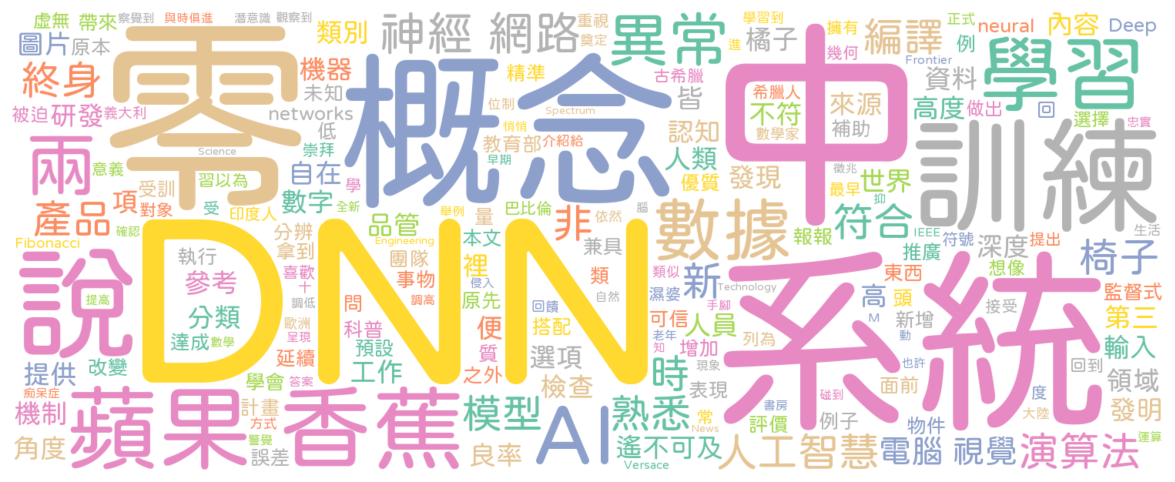 虛無 察覺到 與時俱進 潛意識 觀察到
帶來 類別 神經 網路 異常 重視 奠定 學習到 進 橘子 擁有 幾何 編譯 正式 例 neural 內容 Deep
圖片 原本 零 概念 中 學習
終身 機器 未知 精準 古希臘 希臘人 Frontier 資料
被迫 研發 義大利 networks 低 位制 Spectrum 皆 不符 來源 高度 做出 回 選擇 忠實
兩 Science 崇拜 教育部 悄悄 介紹給 早期 認知 數學家 補助 訓練
意義 項 受訓 習以為 自在 學 人類 優質 發現 徵兆 最早 世界 抑
產品 對象 受 印度人 數字 全新 品管 量 巴比倫 舉例 依然 腦 非 數據 報報 符合 IEEE 符號 提出 生活
Fibonacci 確認 分辨 拿到 Engineering 團隊 本文 兼具 推廣 深度 椅子
說 執行 參考 喜歡 十 DNN 裡 類 類似 新 東西 想像 監督式
提高 調低 問 調高 事物 侵入 原先 自然 濕婆 Technology 系統 高 頭 接受
分類 歐洲 呈現 科普 便 回饋 搭配 可信 手腳 人員 列為 M 新增 第三
達成 數學 延續 預設 質 選項 老年 知 增加 動 輸入
提供 改變 學會 工作 之外 檢查 時 表現 現象 也許 面前 回到 領域
痴呆症 答案 蘋果 香蕉 模型 AI 熟悉 常 碰到 書房 度 大陸
機制 計畫 方式 評價 例子 物件 發明
角度 警覺 誤差 良率 遙不可及 News Versace 人工 智慧 電腦 視覺 演算法 運算